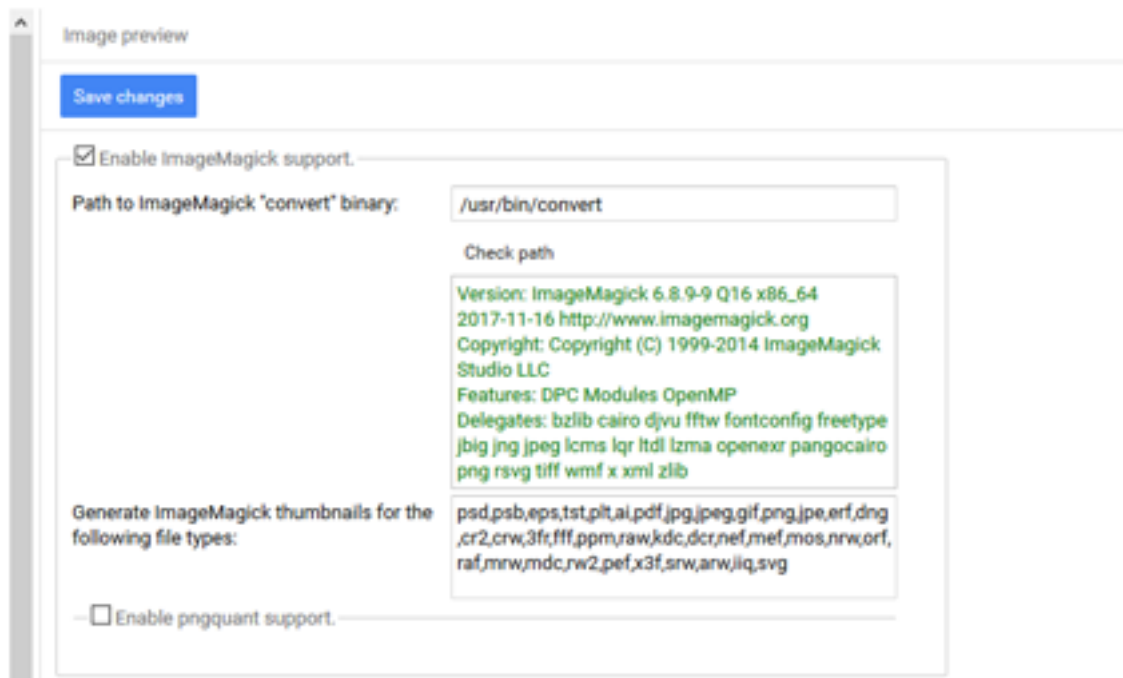 Image preview
Save changes
Enable ImageMagick support.
Path to ImageMagick "convert" binary:
/usr/bin/convert
Check path
Version: ImageMagick 6.8.9-9 Q16 x86_64
2017-11-16 http://www.imagemagick.org
Copyright: Copyright (C) 1999-2014 ImageMagick
Studio LLC
Features: DPC Modules OpenMP
Delegates: bzlib cairo djvu fftw fontconfig freetype
jbig jng jpeg lcms lqr ltdl lzma openexr pangocairo
png rsvg tiff wmf x xml zlib
Generate ImageMagick thumbnails for the
following file types:
psd,psb,eps,tst,plt,ai,pdf,jpg,jpeg,gif,png,jpe,erf,dng
,cr2,crw,3fr,fff,ppm,raw,kdc,dcr,nef,mef,mos,nrw,orf,
raf,mrw,mdc,rw2,pef,x3f,srw,arw,iiq,svg
Enable pngquant support.